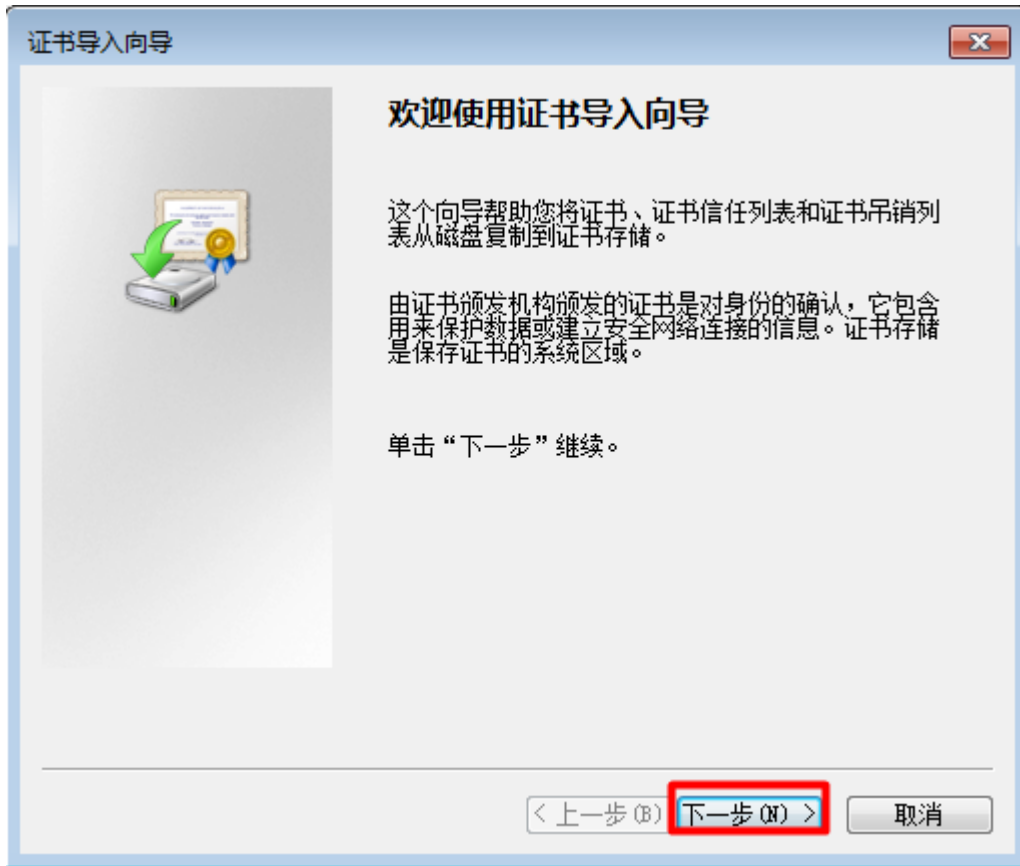 证书导入向导
欢迎使用证书导入向导
这个向导帮助您将证书、证书信任列表和证书吊销列
表从磁盘复制到证书存储。
由证书颁发机构颁发的证书是对身份的确认，它包含
用来保护数据或建立安全网络连接的信息。证书存储
是保存证书的系统区域。
单击“下一步”继续。
< 上一步(B) 下一步(N) > 取消